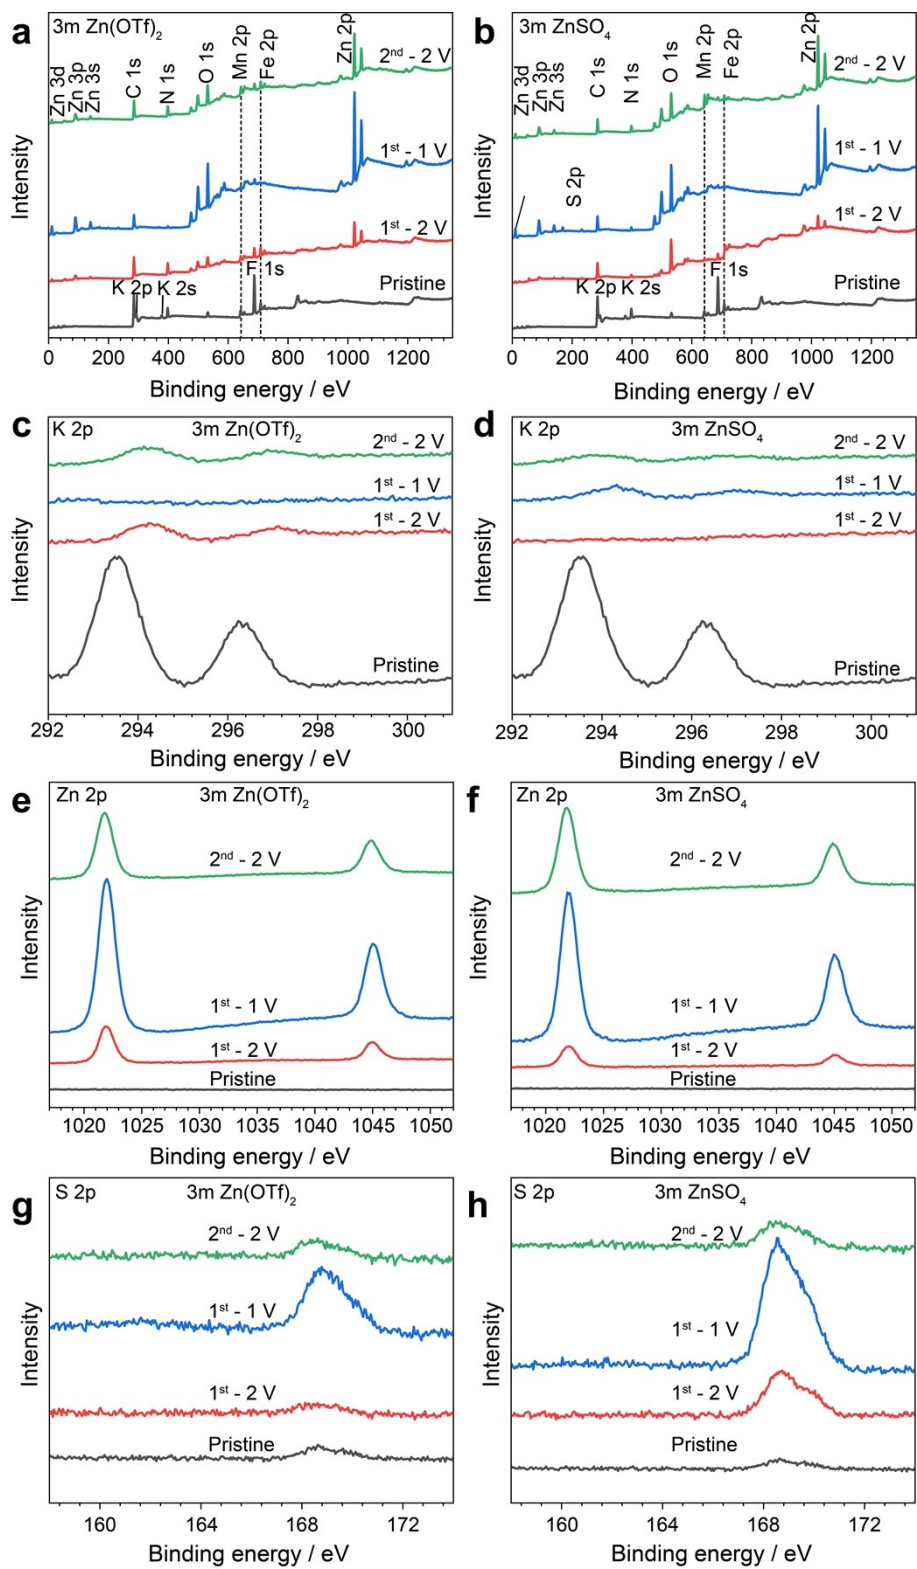 a
3m Zn(OTf)₂
Zn 3d
Zn 3p
Zn 3s
C 1s
N 1s
O 1s
Mn 2p
Fe 2p
Zn 2p
2ⁿᵈ - 2 V
1ˢᵗ - 1 V
1ˢᵗ - 2 V
F 1s
K 2p K 2s
Pristine
Intensity
0 200 400 600 800 1000 1200
Binding energy / eV
b
3m ZnSO₄
Zn 3d
Zn 3p
Zn 3s
C 1s
N 1s
O 1s
Mn 2p
Fe 2p
Zn 2p
2ⁿᵈ - 2 V
1ˢᵗ - 1 V
S 2p
1ˢᵗ - 2 V
F 1s
K 2p K 2s
Pristine
Intensity
0 200 400 600 800 1000 1200
Binding energy / eV
c
K 2p 3m Zn(OTf)₂
2ⁿᵈ - 2 V
1ˢᵗ - 1 V
1ˢᵗ - 2 V
Pristine
Intensity
292 294 296 298 300
Binding energy / eV
d
K 2p 3m ZnSO₄
2ⁿᵈ - 2 V
1ˢᵗ - 1 V
1ˢᵗ - 2 V
Pristine
Intensity
292 294 296 298 300
Binding energy / eV
e
Zn 2p 3m Zn(OTf)₂
2ⁿᵈ - 2 V
1ˢᵗ - 1 V
1ˢᵗ - 2 V
Pristine
Intensity
1020 1025 1030 1035 1040 1045 1050
Binding energy / eV
f
Zn 2p 3m ZnSO₄
2ⁿᵈ - 2 V
1ˢᵗ - 1 V
1ˢᵗ - 2 V
Pristine
Intensity
1020 1025 1030 1035 1040 1045 1050
Binding energy / eV
g
S 2p 3m Zn(OTf)₂
2ⁿᵈ - 2 V
1ˢᵗ - 1 V
1ˢᵗ - 2 V
Pristine
Intensity
160 164 168 172
Binding energy / eV
h
S 2p 3m ZnSO₄
2ⁿᵈ - 2 V
1ˢᵗ - 1 V
1ˢᵗ - 2 V
Pristine
Intensity
160 164 168 172
Binding energy / eV